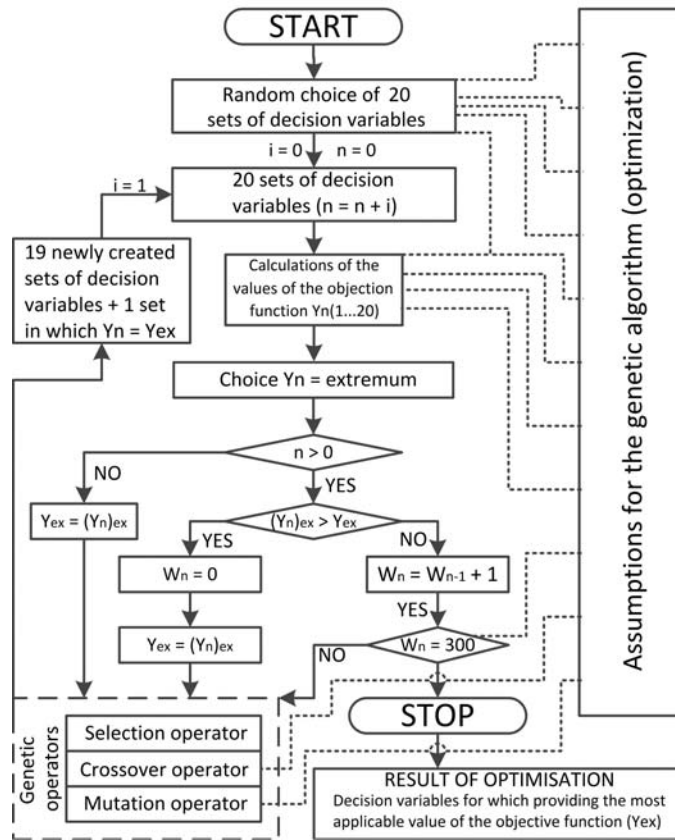 START
Random choice of 20
sets of decision variables
i = 0 n = 0
i = 1
20 sets of decision
variables (n = n + i)
19 newly created
sets of decision
variables + 1 set
in which Yn = Yex
Calculations of the
values of the objection
function Yn(1...20)
Choice Yn = extremum
n > 0
NO
YES
Yex = (Yn)ex
(Yn)ex > Yex
YES
NO
Wn = 0
Wn = Wn-1 + 1
YES
Yex = (Yn)ex
Wn = 300
NO
STOP
Genetic
operators
Selection operator
Crossover operator
Mutation operator
RESULT OF OPTIMISATION
Decision variables for which providing the most
applicable value of the objective function (Yex)
Assumptions for the genetic algorithm (optimization)